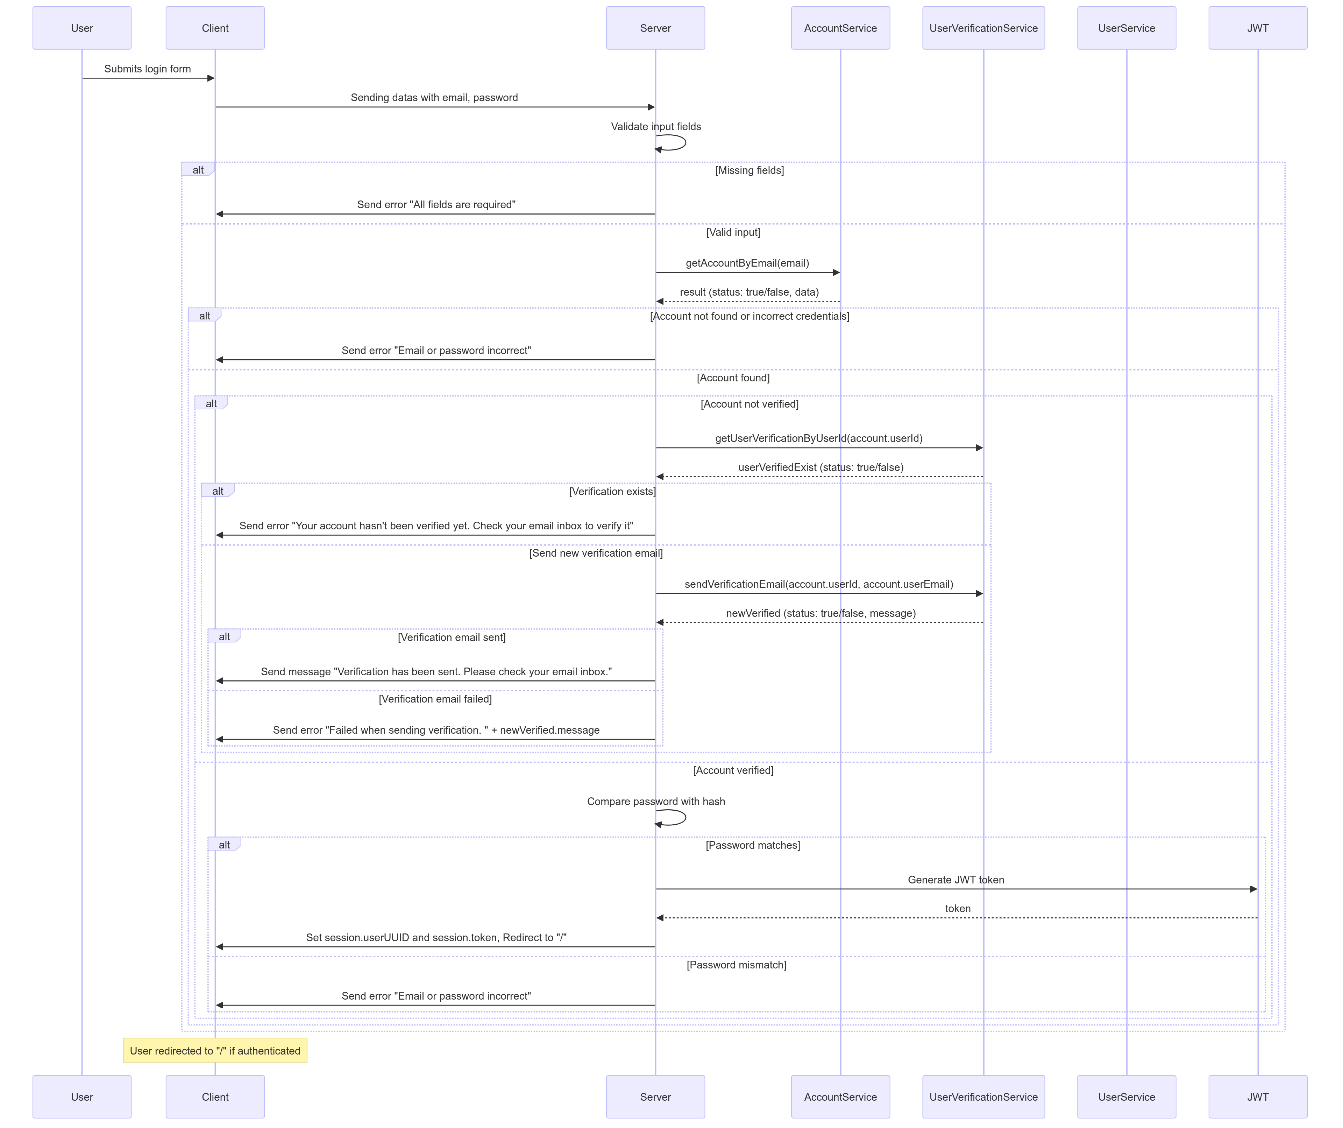 User
Client
Server
AccountService
UserVerificationService
UserService
JWT
Submits login form
Sending datas with email, password
Validate input fields
alt
[Missing fields]
Send error "All fields are required"
[Valid input]
getAccountByEmail(email)
result (status: true/false, data)
alt
[Account not found or incorrect credentials]
Send error "Email or password incorrect"
[Account found]
alt
[Account not verified]
getUserVerificationByUserId(account.userId)
userVerifiedExist (status: true/false)
alt
[Verification exists]
Send error "Your account hasn't been verified yet. Check your email inbox to verify it"
[Send new verification email]
sendVerificationEmail(account.userId, account.userEmail)
newVerified (status: true/false, message)
alt
[Verification email sent]
Send message "Verification has been sent. Please check your email inbox."
[Verification email failed]
Send error "Failed when sending verification. " + newVerified.message
[Account verified]
Compare password with hash
alt
[Password matches]
Generate JWT token
token
Set session.userUUID and session.token, Redirect to "/"
[Password mismatch]
Send error "Email or password incorrect"
User redirected to "/" if authenticated
User
Client
Server
AccountService
UserVerificationService
UserService
JWT